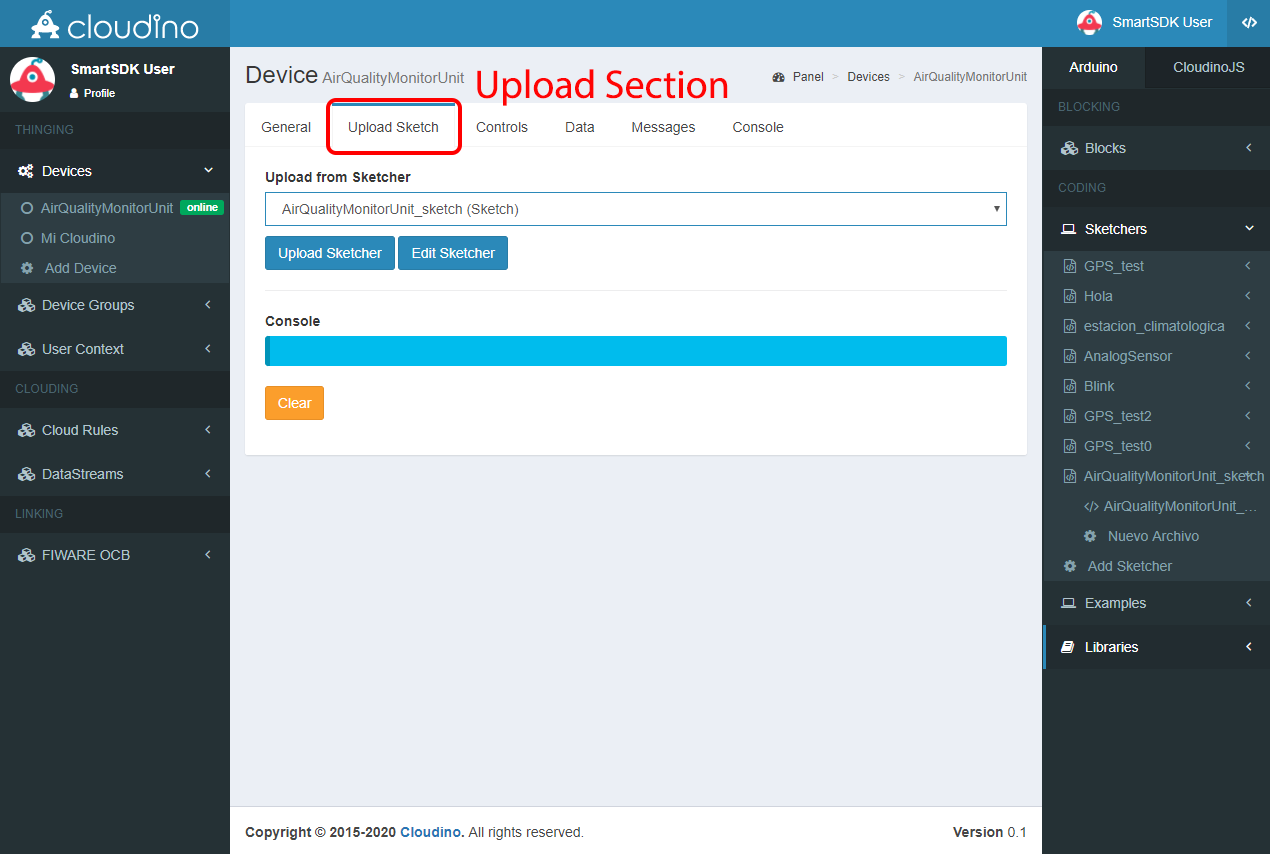 cloudino
SmartSDK User
</>
SmartSDK User
Profile
THINGING
Devices
AirQualityMonitorUnit online
Mi Cloudino
Add Device
Device Groups
User Context
CLOUDING
Cloud Rules
DataStreams
LINKING
FIWARE OCB
Device AirQualityMonitorUnit
Upload Section
Panel > Devices > AirQualityMonitorUnit
General Upload Sketch Controls Data Messages Console
Upload from Sketcher
AirQualityMonitorUnit_sketch (Sketch)
Upload Sketcher Edit Sketcher
Console
Clear
Copyright © 2015-2020 Cloudino. All rights reserved.
Version 0.1
Arduino CloudinoJS
BLOCKING
Blocks
CODING
Sketchers
GPS_test
Hola
estacion_climatologica
AnalogSensor
Blink
GPS_test2
GPS_test0
AirQualityMonitorUnit_sketch
</> AirQualityMonitorUnit_...
Nuevo Archivo
Add Sketcher
Examples
Libraries